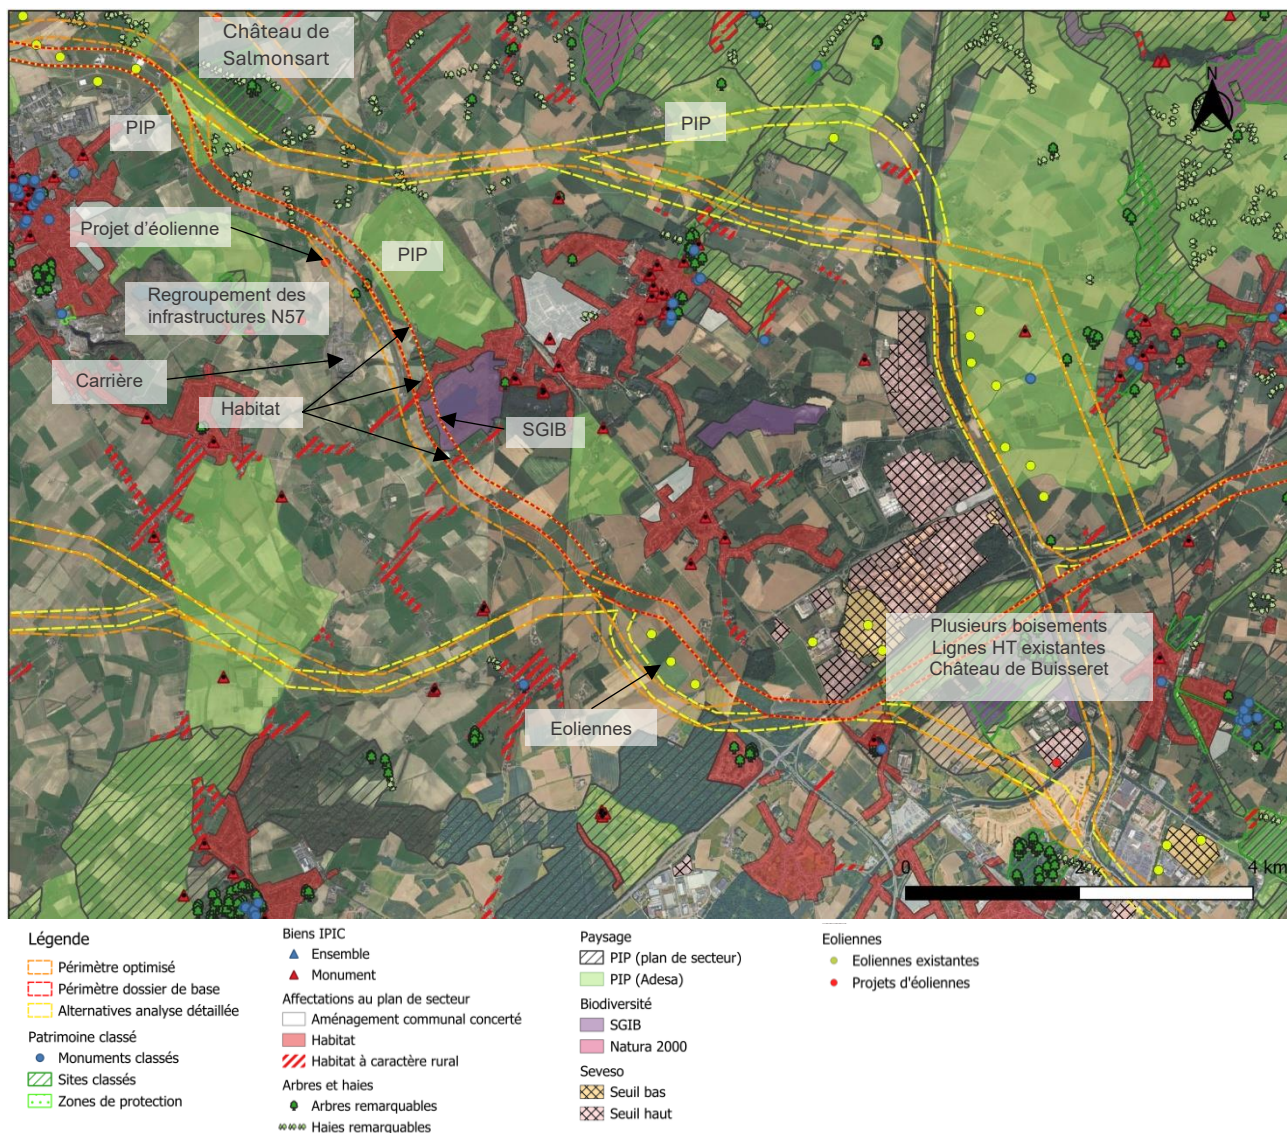 Château de
Salmonsart
N
PIP
PIP
Projet d'éolienne
PIP
Regroupement des
infrastructures N57
Carrière
Habitat
SGIB
Plusieurs boisements
Lignes HT existantes
Château de Buisseret
Eoliennes
0 2 4 km
Légende
Périmètre optimisé
Périmètre dossier de base
Alternatives analyse détaillée
Patrimoine classé
Monuments classés
Sites classés
Zones de protection
Biens IPIC
Ensemble
Monument
Affectations au plan de secteur
Aménagement communal concerté
Habitat
Habitat à caractère rural
Arbres et haies
Arbres remarquables
Haies remarquables
Paysage
PIP (plan de secteur)
PIP (Adesa)
Biodiversité
SGIB
Natura 2000
Seveso
Seuil bas
Seuil haut
Eoliennes
Eoliennes existantes
Projets d'éoliennes